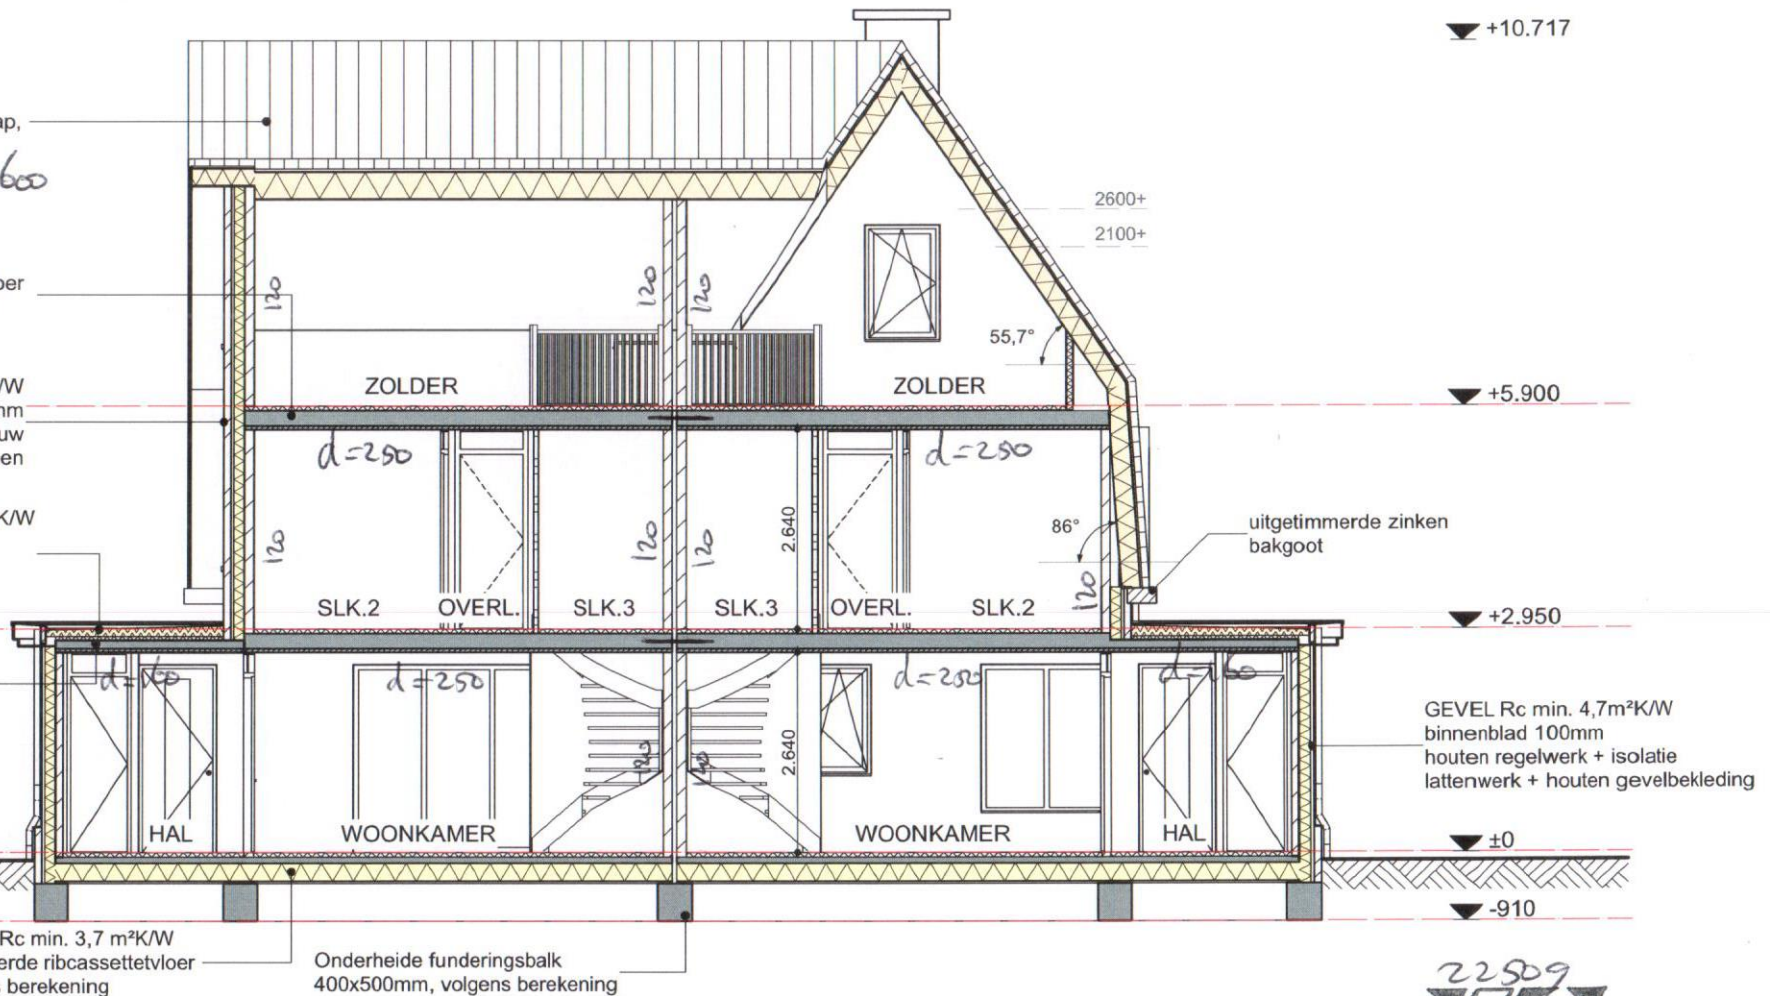 +10.717
ap,
600
2600+
2100+
per
120
120
120
55,7°
/W
mm
uw
en
ZOLDER
ZOLDER
+5.900
d=250
d=250
K/W
120
120
120
2.640
86°
120
uitgetimmerde zinken
bakgoot
SLK.2
OVERL.
SLK.3
SLK.3
OVERL.
SLK.2
+2.950
d=160
d=250
d=250
d=160
120
120
2.640
GEVEL Rc min. 4,7m²K/W
binnenblad 100mm
houten regelwerk + isolatie
lattenwerk + houten gevelbekleding
HAL
WOONKAMER
WOONKAMER
HAL
±0
-910
Rc min. 3,7 m²K/W
erde ribcassettetvloer
s berekening
Onderheide funderingsbalk
400x500mm, volgens berekening
22509